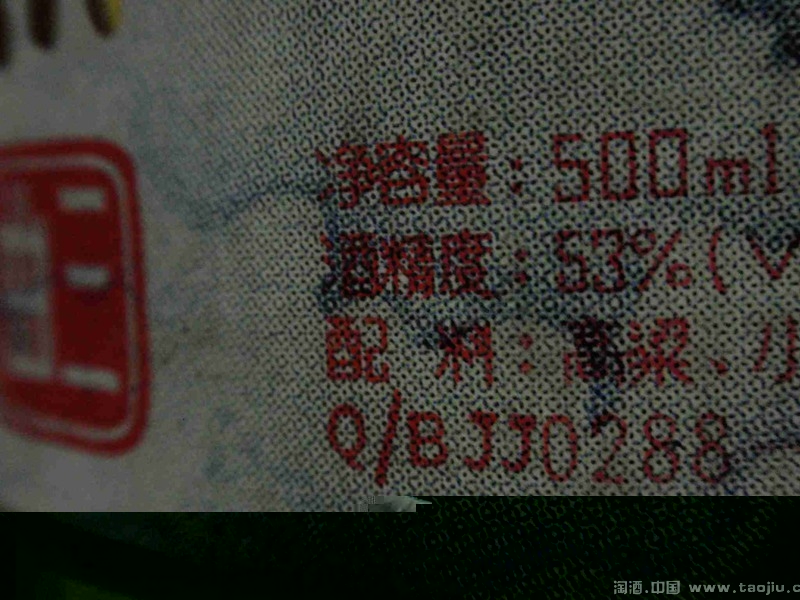 净容量:500ml
酒精度:53%(V
配 料:高粱、小
Q/BJJ0288
淘酒.中国 www.taojiu.c